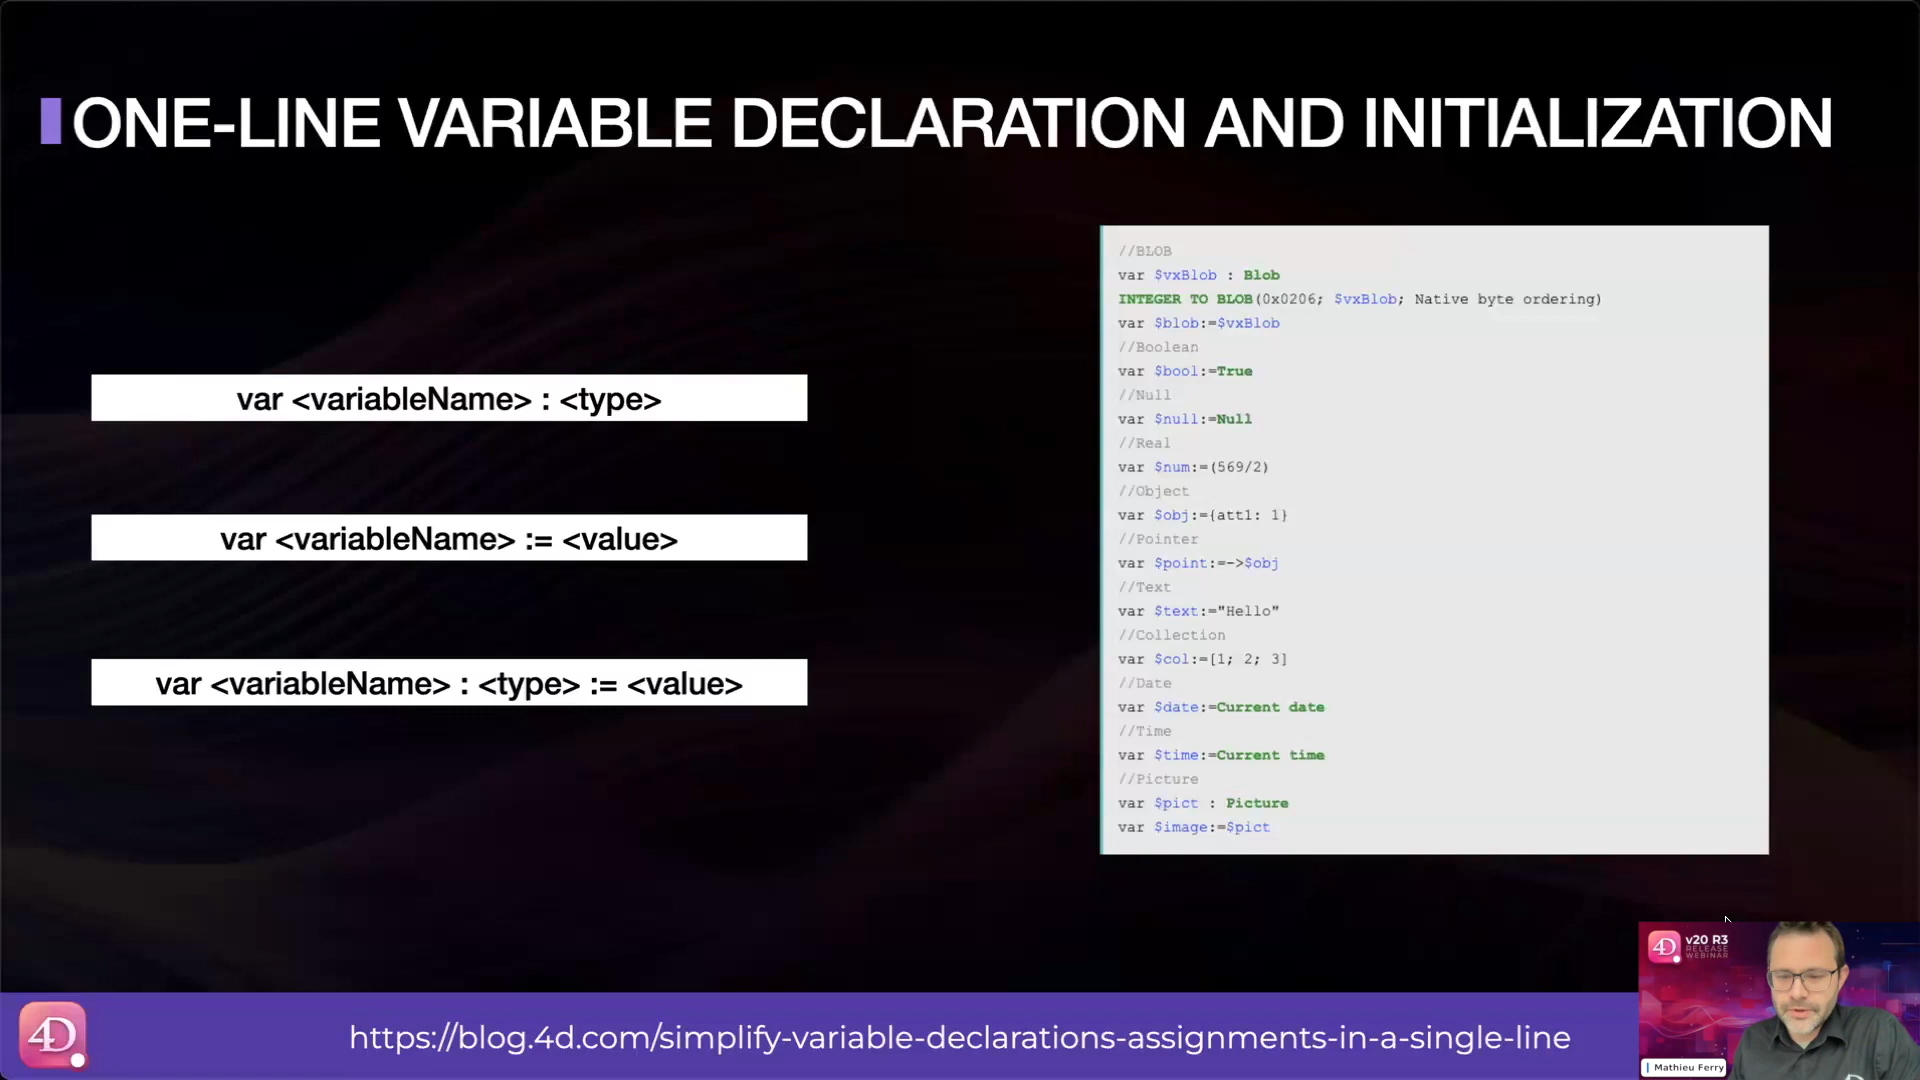 ONE-LINE VARIABLE DECLARATION AND INITIALIZATION
var <variableName> : <type>
var <variableName> := <value>
var <variableName> : <type> := <value>
//BLOB
var $vxBlob : Blob
INTEGER TO BLOB(0x0206; $vxBlob; Native byte ordering)
var $blob:=$vxBlob
//Boolean
var $bool:=True
//Null
var $null:=Null
//Real
var $num:=(569/2)
//Object
var $obj:={att1: 1}
//Pointer
var $point:=->$obj
//Text
var $text:="Hello"
//Collection
var $col:=[1; 2; 3]
//Date
var $date:=Current date
//Time
var $time:=Current time
//Picture
var $pict : Picture
var $image:=$pict
4D
v20 R3
RELEASE
WEBINAR
Mathieu Ferry
4D
https://blog.4d.com/simplify-variable-declarations-assignments-in-a-single-line